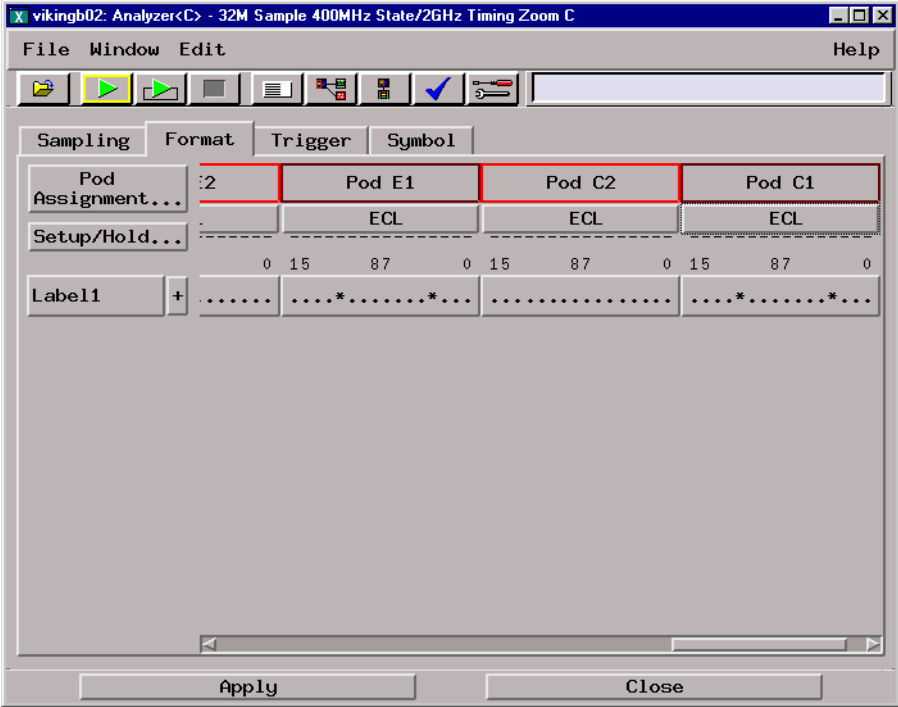 vikingb02: Analyzer<C> - 32M Sample 400MHz State/2GHz Timing Zoom C
File Window Edit Help
Sampling Format Trigger Symbol
Pod Assignment... :2 Pod E1 Pod C2 Pod C1
ECL ECL ECL
Setup/Hold...
0 15 87 0 15 87 0 15 87 0
Label1 + ....... ....*.......*... ................ ....*.......*...
Apply Close